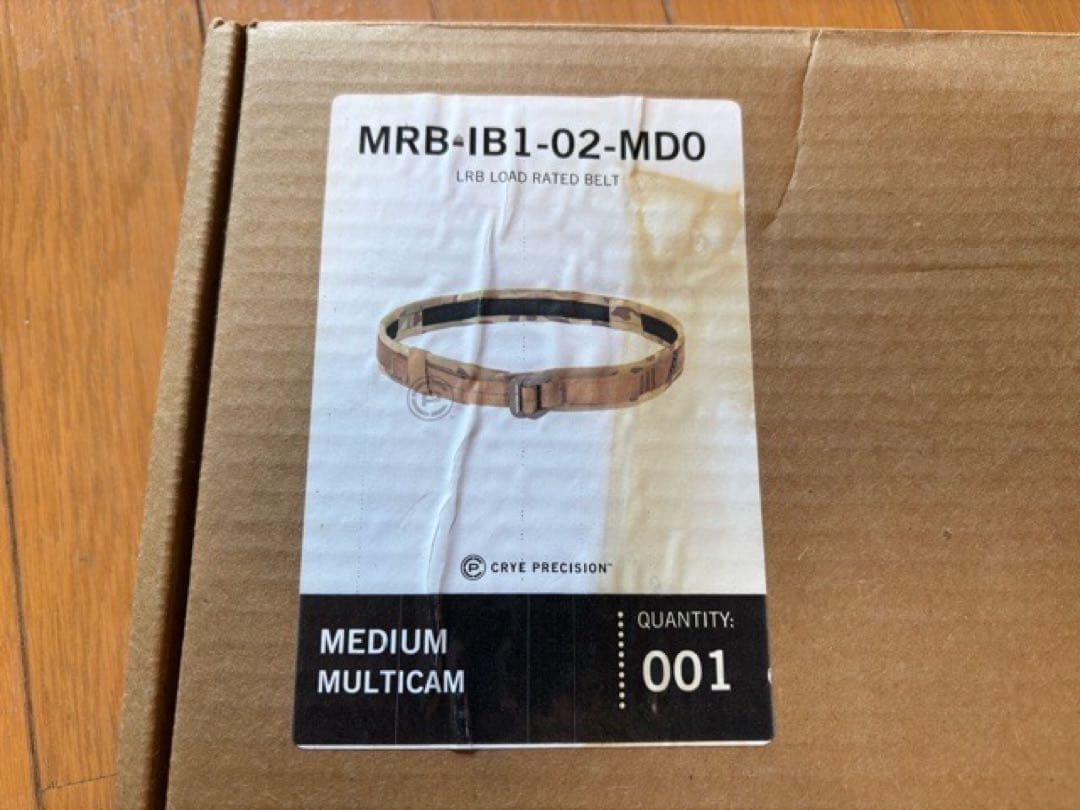 MRB-IB1-02-MD0
LRB LOAD RATED BELT
CRYE PRECISION™
MEDIUM
MULTICAM
QUANTITY:
001